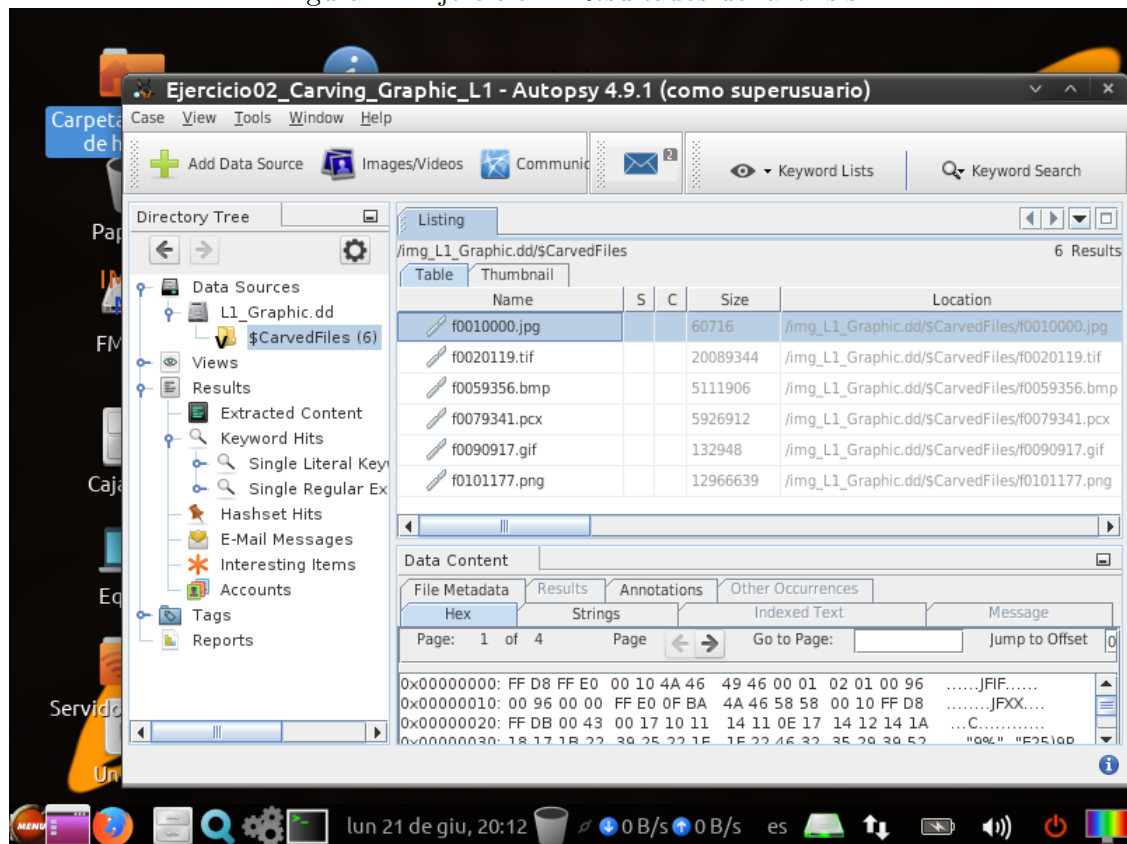 Ejercicio02_Carving_Graphic_L1 - Autopsy 4.9.1 (como superusuario)
Case View Tools Window Help
Add Data Source
Images/Videos
2
Keyword Lists
Keyword Search
Directory Tree
Data Sources
L1_Graphic.dd
$CarvedFiles (6)
Views
Results
Extracted Content
Keyword Hits
Single Literal
Single Regular
Hashset Hits
E-Mail Messages
Interesting Items
Accounts
Tags
Reports
Listing
/img_L1_Graphic.dd/$CarvedFiles 6 Results
Table Thumbnail
Name S C Size Location
f0010000.jpg 60716 /img_L1_Graphic.dd/$CarvedFiles/f0010000.jpg
f0020119.tif 20089344 /img_L1_Graphic.dd/$CarvedFiles/f0020119.tif
f0059356.bmp 5111906 /img_L1_Graphic.dd/$CarvedFiles/f0059356.bmp
f0079341.pcx 5926912 /img_L1_Graphic.dd/$CarvedFiles/f0079341.pcx
f0090917.gif 132948 /img_L1_Graphic.dd/$CarvedFiles/f0090917.gif
f0101177.png 12966639 /img_L1_Graphic.dd/$CarvedFiles/f0101177.png
Data Content
File Metadata Results Annotations Other Occurrences
Hex Strings Indexed Text Message
Page: 1 of 4 Page Go to Page: Jump to Offset 0
0x00000000: FF D8 FF E0 00 10 4A 46 49 46 00 01 02 01 00 96 ......JFIF......
0x00000010: 00 96 00 00 FF E0 0F BA 4A 46 58 58 00 10 FF D8 ........JFXX....
0x00000020: FF DB 00 43 00 17 10 11 14 11 0E 17 14 12 14 1A ...C............
de h
MENU
lun 21 de giu, 20:12
0 B/s
0 B/s
es